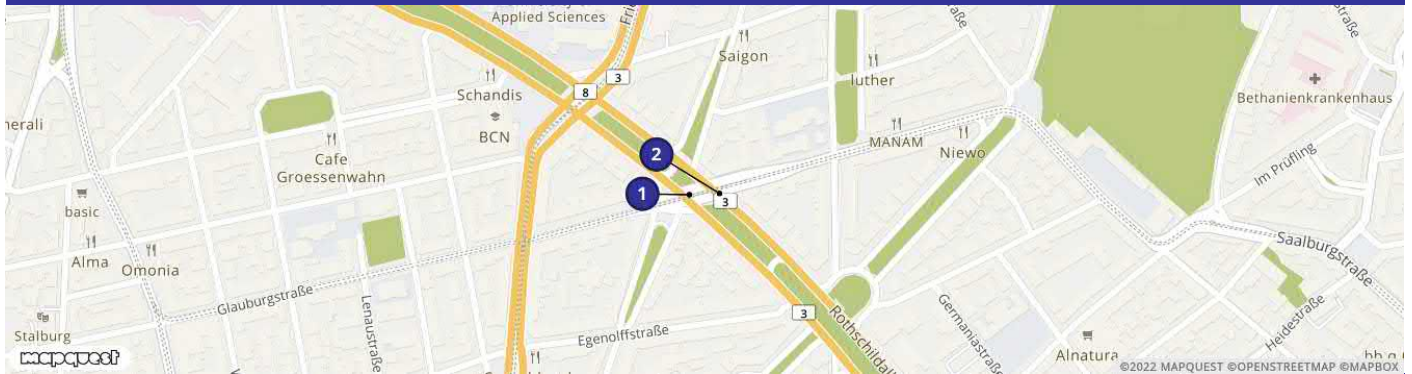 Applied Sciences
Saigon
3
8
luther
Schandis
BCN
MANAM
Niewo
Bethanienkrankenhaus
Cafe
Groessenwahn
2
1
3
Im Prüfling
basic
Alma
Omonia
Saalburgstraße
Glauburgstraße
Lenaustraße
3
Egenolffstraße
Germaniastraße
Heidestraße
Stalburg
Alnatura
mapquest
©2022 MAPQUEST ©OPENSTREETMAP ©MAPBOX